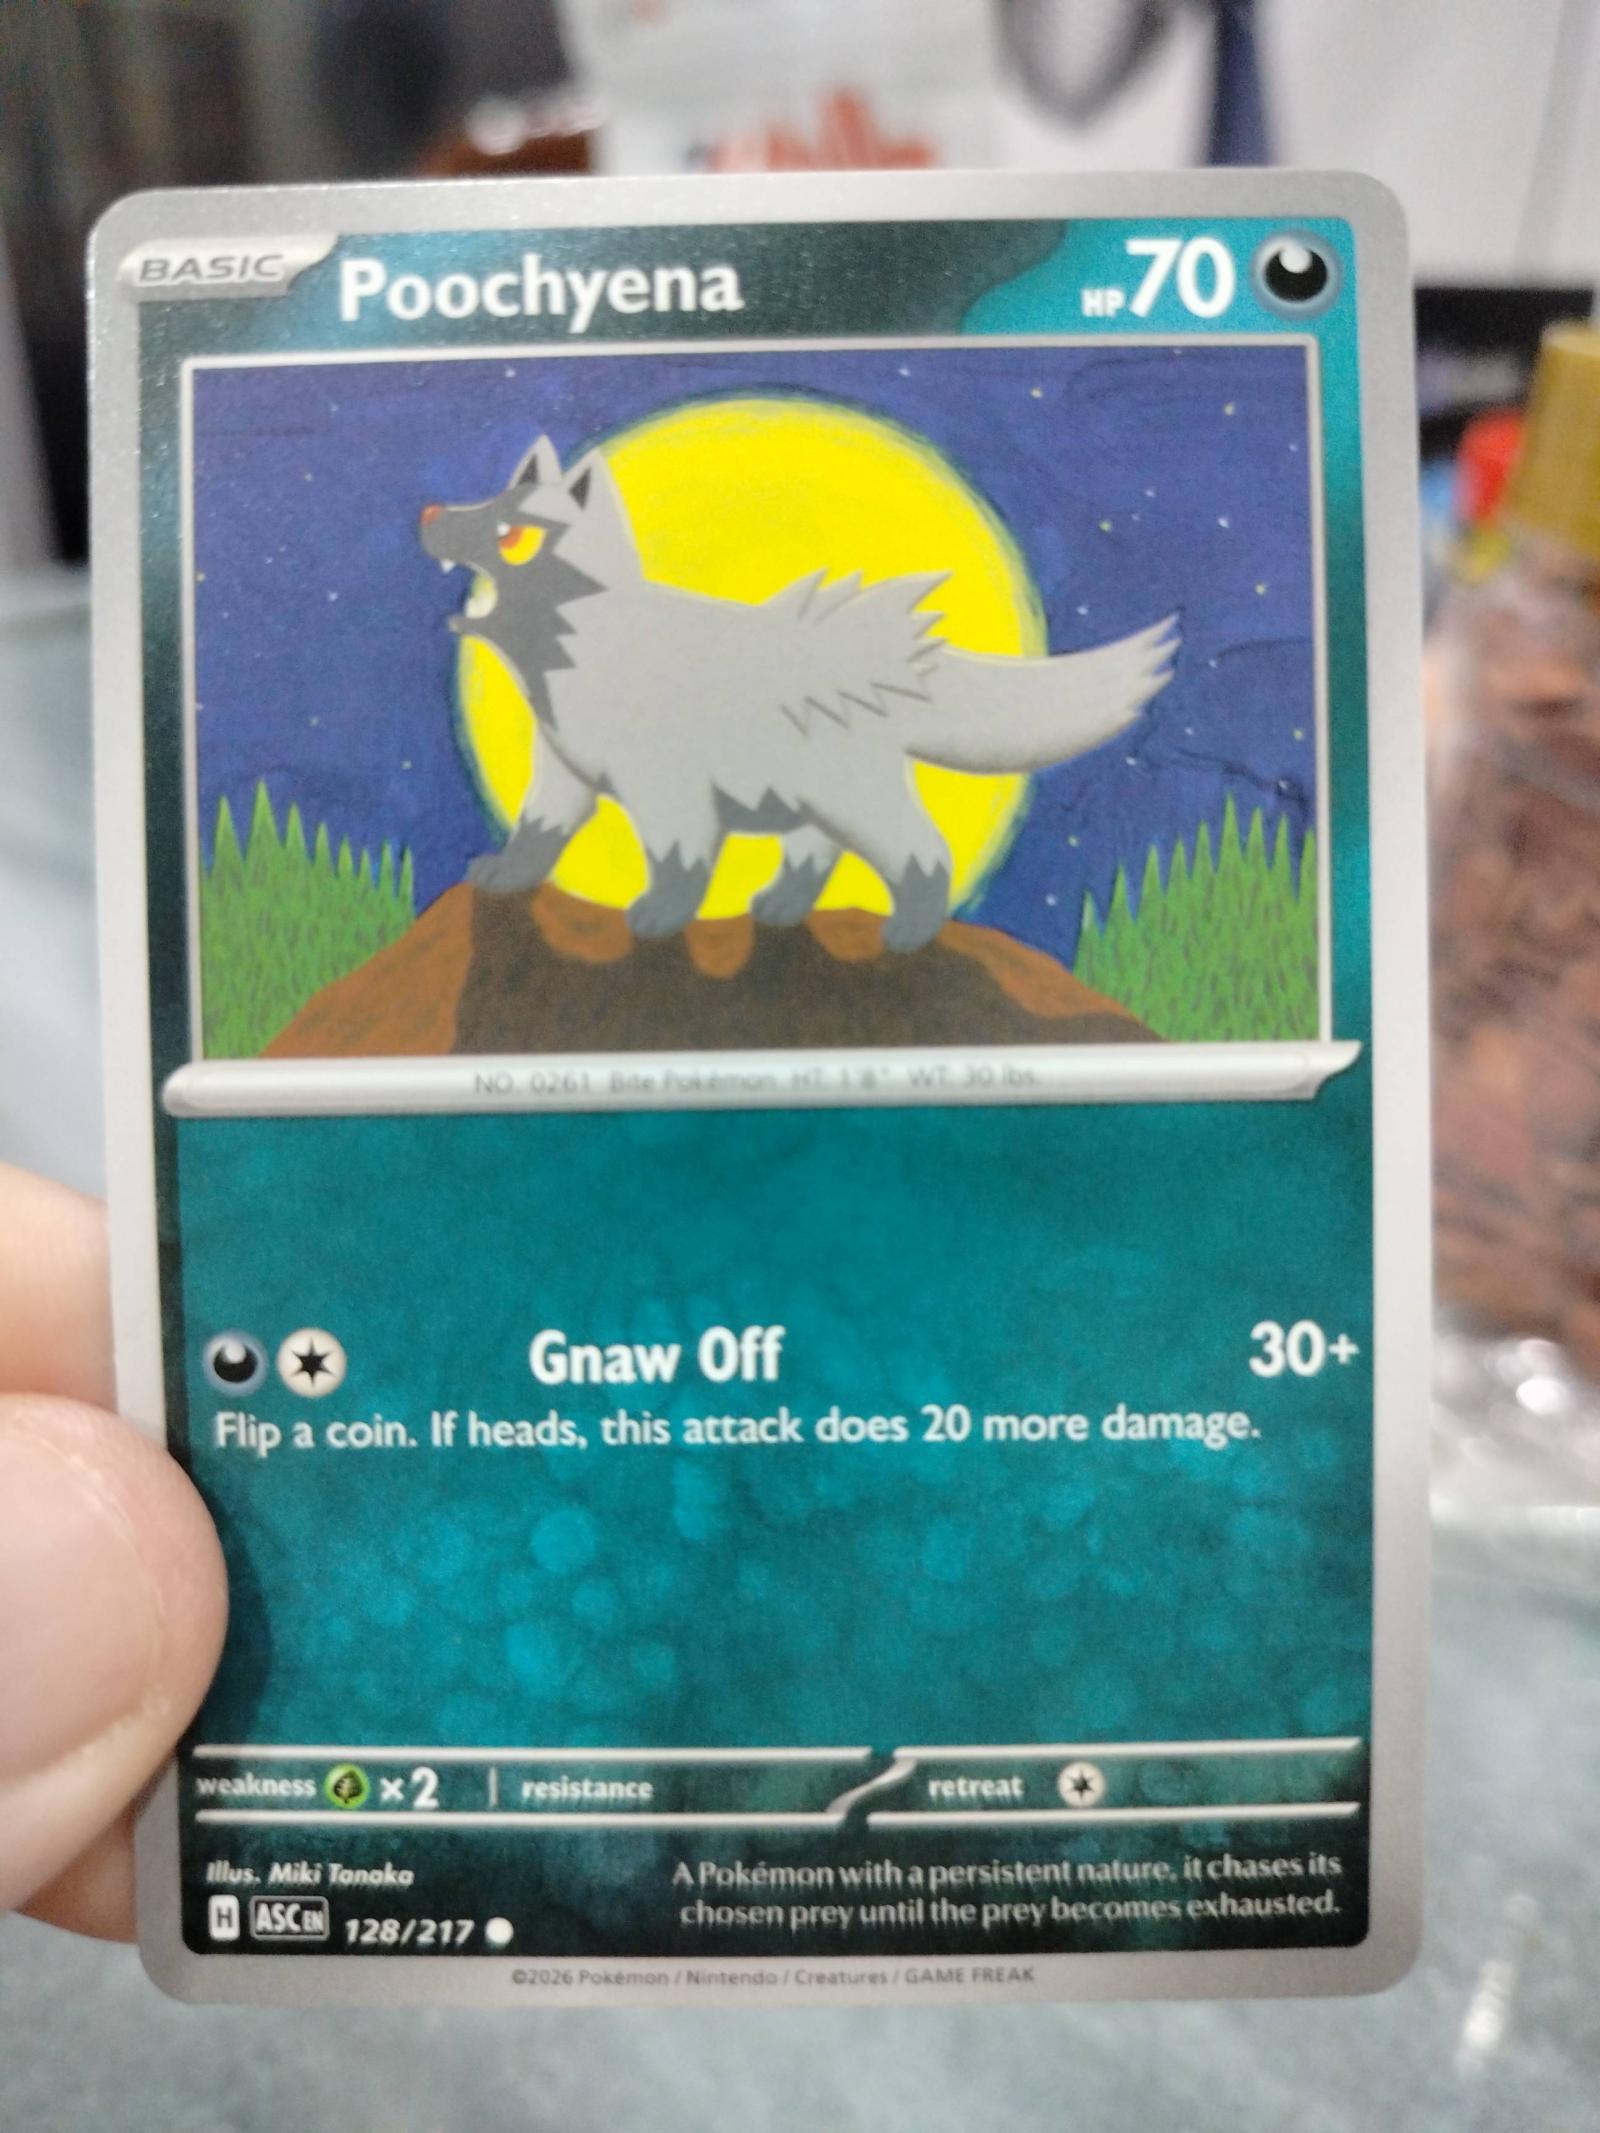 BASIC
Poochyena
HP 70
NO. 0261 Bite Pokémon HT: 1'8" WT: 30 lbs.
Gnaw Off 30+
Flip a coin. If heads, this attack does 20 more damage.
weakness ×2 resistance retreat
Illus. Miki Tanaka
A Pokémon with a persistent nature, it chases its
chosen prey until the prey becomes exhausted.
H ASC EN 128/217
©2026 Pokémon / Nintendo / Creatures / GAME FREAK